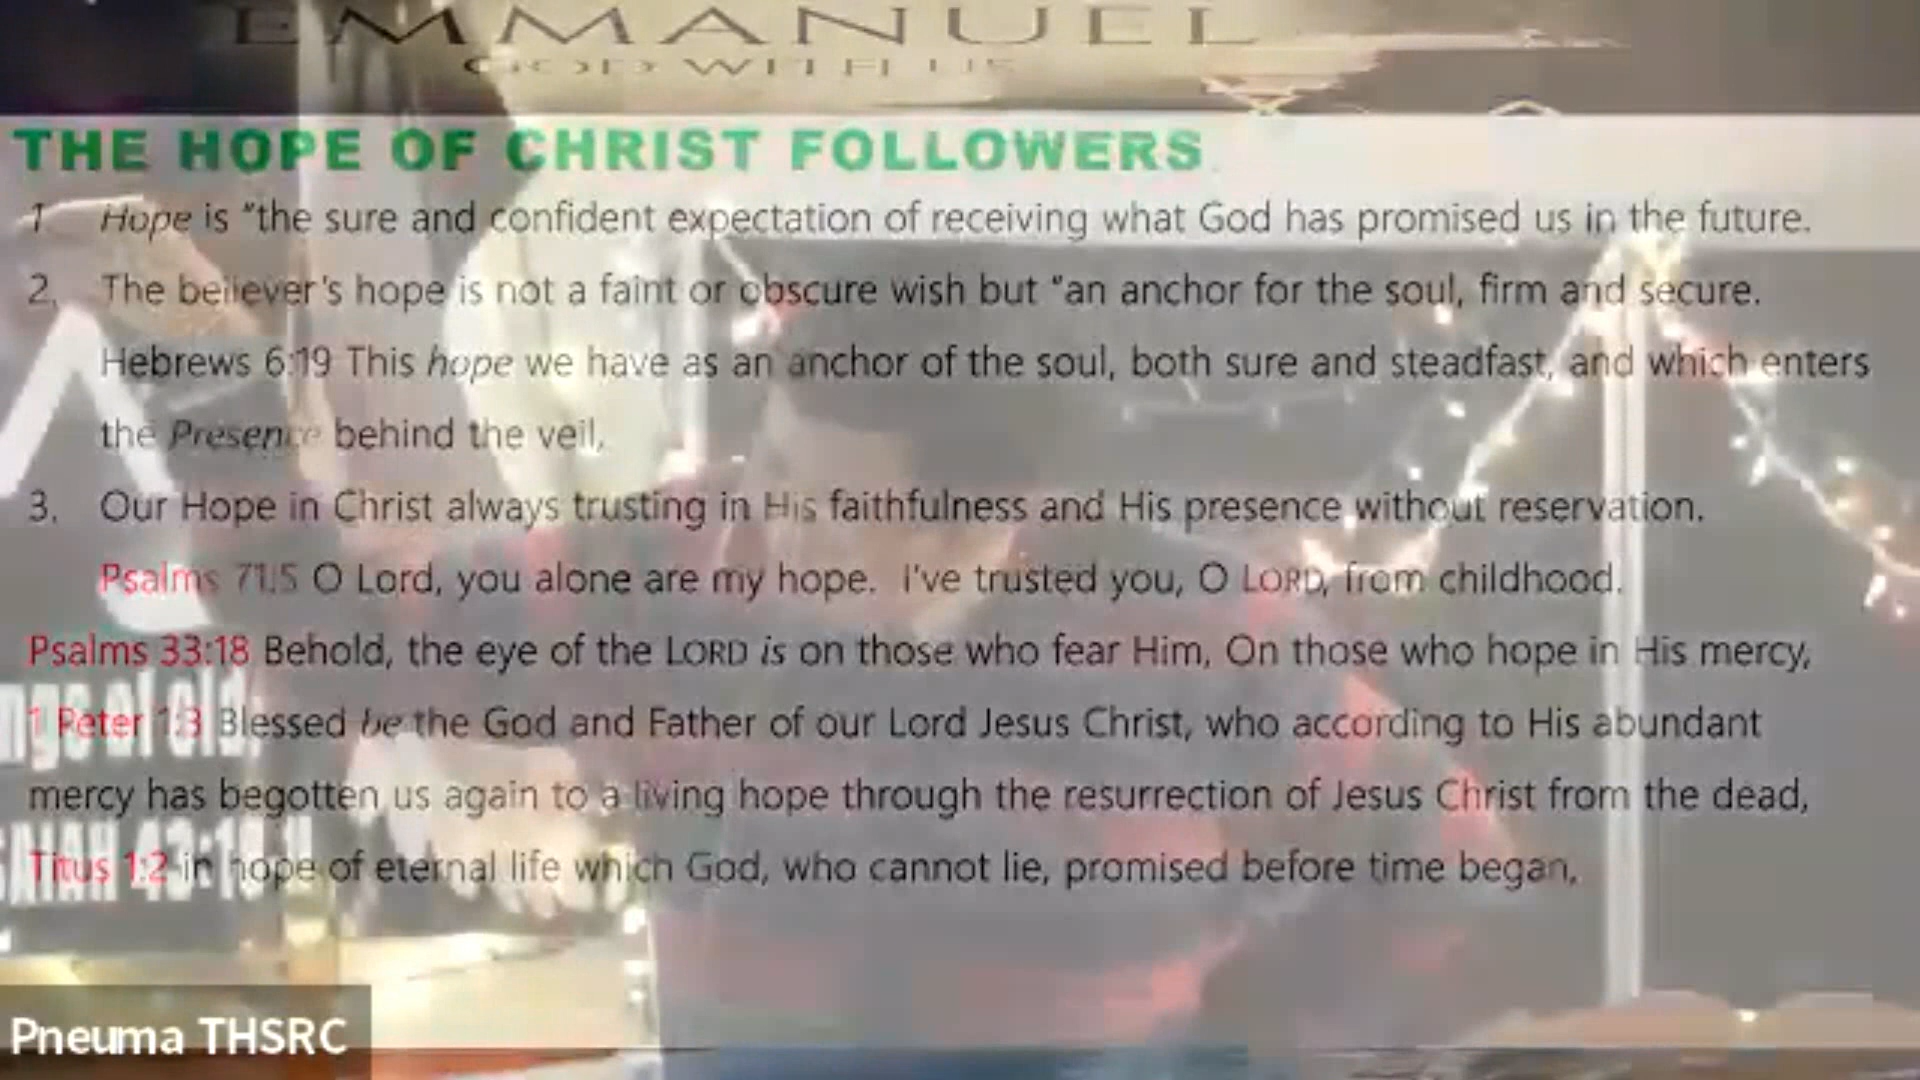 EMMANUEL
GOD WITH US
THE HOPE OF CHRIST FOLLOWERS
1. Hope is “the sure and confident expectation of receiving what God has promised us in the future.
2. The believer's hope is not a faint or obscure wish but “an anchor for the soul, firm and secure.
Hebrews 6:19 This hope we have as an anchor of the soul, both sure and steadfast, and which enters
the Presence behind the veil,
3. Our Hope in Christ always trusting in His faithfulness and His presence without reservation.
Psalms 71:5 O Lord, you alone are my hope. I've trusted you, O LORD, from childhood.
Psalms 33:18 Behold, the eye of the LORD is on those who fear Him, On those who hope in His mercy,
1 Peter 1:3 Blessed be the God and Father of our Lord Jesus Christ, who according to His abundant
mercy has begotten us again to a living hope through the resurrection of Jesus Christ from the dead,
Titus 1:2 in hope of eternal life which God, who cannot lie, promised before time began,
of old.
43:18
Pneuma THSRC